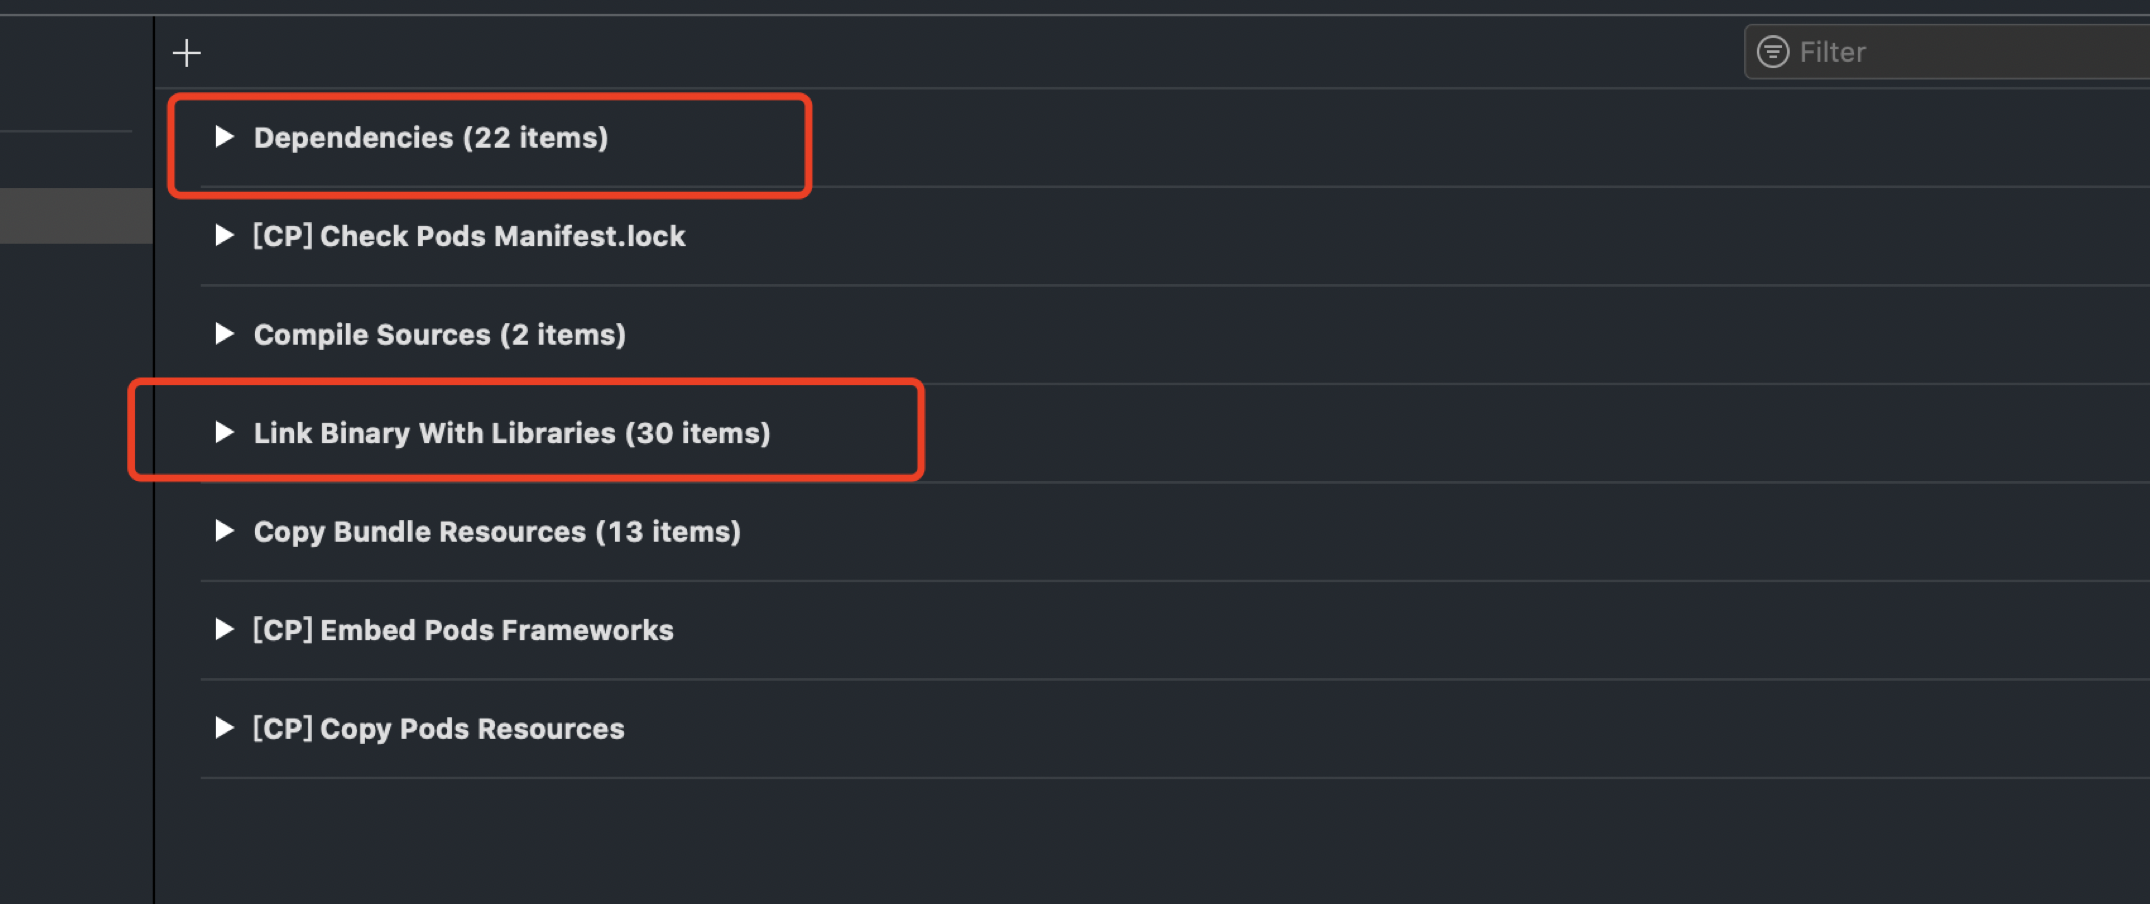 Filter
Dependencies (22 items)
[CP] Check Pods Manifest.lock
Compile Sources (2 items)
Link Binary With Libraries (30 items)
Copy Bundle Resources (13 items)
[CP] Embed Pods Frameworks
[CP] Copy Pods Resources